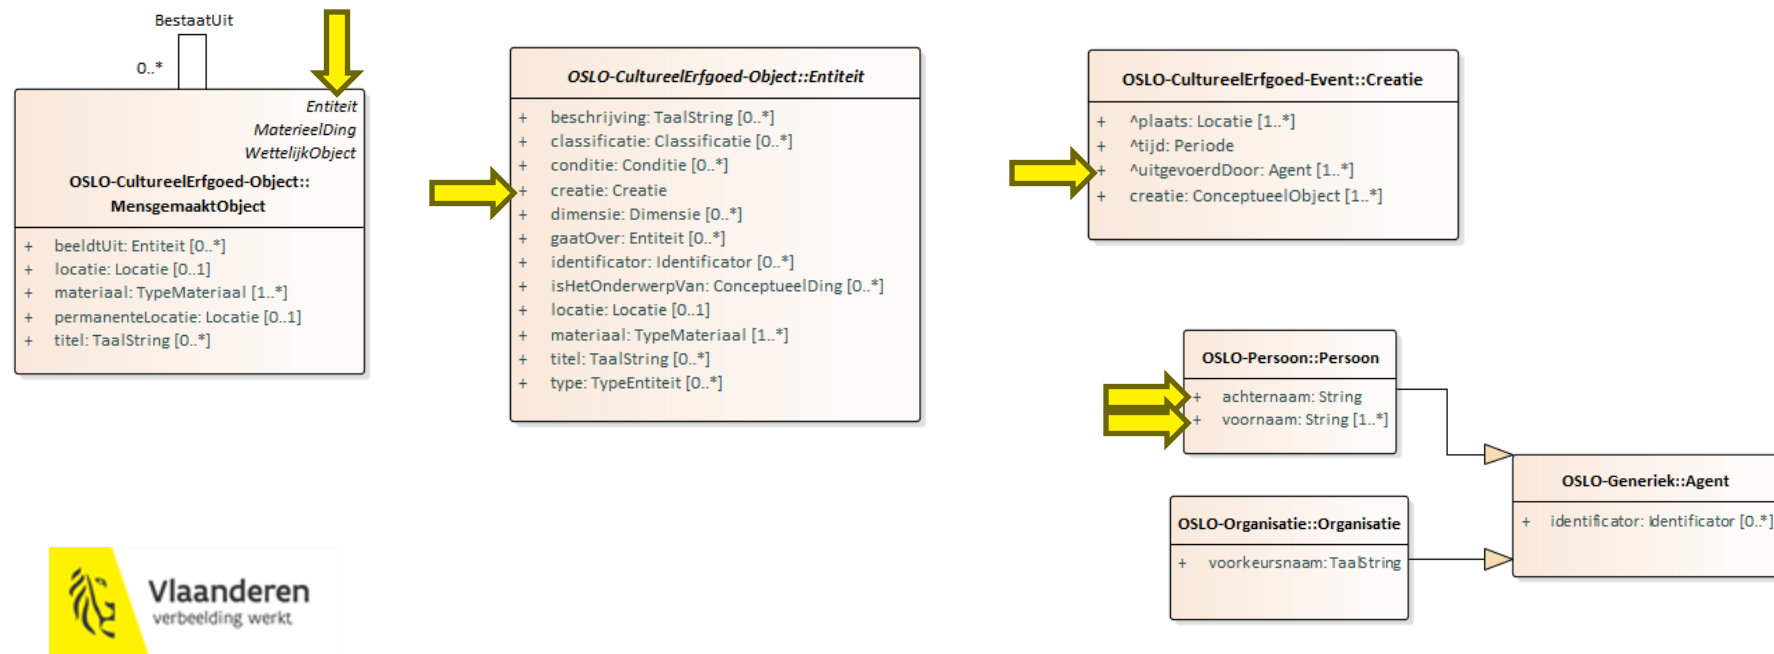 BestaatUit
0..*
Entiteit
MaterieelDing
WettelijkObject
OSLO-CultureelErfgoed-Object::
MensgemaaktObject
+ beeldtUit: Entiteit [0..*]
+ locatie: Locatie [0..1]
+ materiaal: TypeMateriaal [1..*]
+ permanenteLocatie: Locatie [0..1]
+ titel: TaalString [0..*]
OSLO-CultureelErfgoed-Object::Entiteit
+ beschrijving: TaalString [0..*]
+ classificatie: Classificatie [0..*]
+ conditie: Conditie [0..*]
+ creatie: Creatie
+ dimensie: Dimensie [0..*]
+ gaatOver: Entiteit [0..*]
+ identificator: Identificator [0..*]
+ isHetOnderwerpVan: ConceptueelDing [0..*]
+ locatie: Locatie [0..1]
+ materiaal: TypeMateriaal [1..*]
+ titel: TaalString [0..*]
+ type: TypeEntiteit [0..*]
OSLO-CultureelErfgoed-Event::Creatie
+ ^plaats: Locatie [1..*]
+ ^tijd: Periode
+ ^uitgevoerdDoor: Agent [1..*]
+ creatie: ConceptueelObject [1..*]
OSLO-Persoon::Persoon
+ achternaam: String
+ voornaam: String [1..*]
OSLO-Organisatie::Organisatie
+ voorkeursnaam: TaalString
OSLO-Generiek::Agent
+ identificator: Identificator [0..*]
Vlaanderen
verbeelding werkt